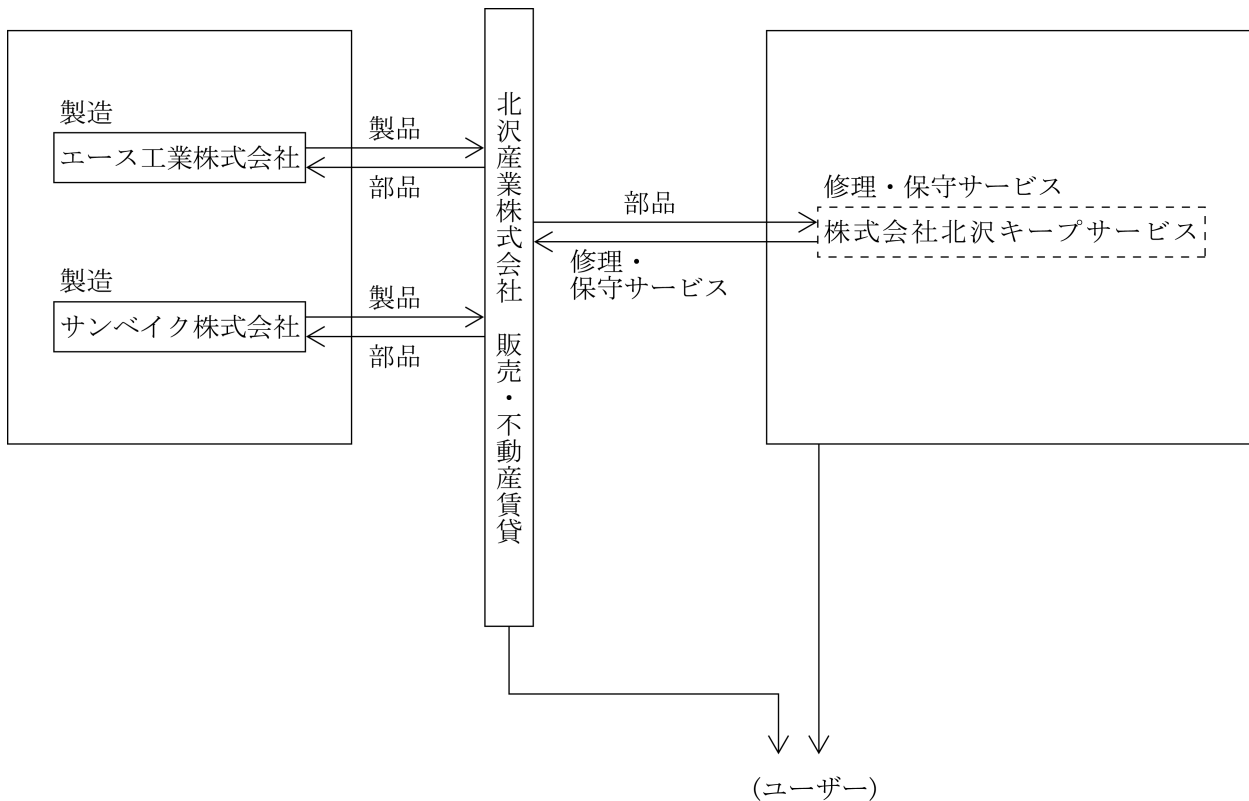 製造
エース工業株式会社
製品
部品
製造
サンベイク株式会社
製品
部品
北沢産業株式会社　販売・不動産賃貸
部品
修理・
保守サービス
修理・保守サービス
株式会社北沢キープサービス
(ユーザー)